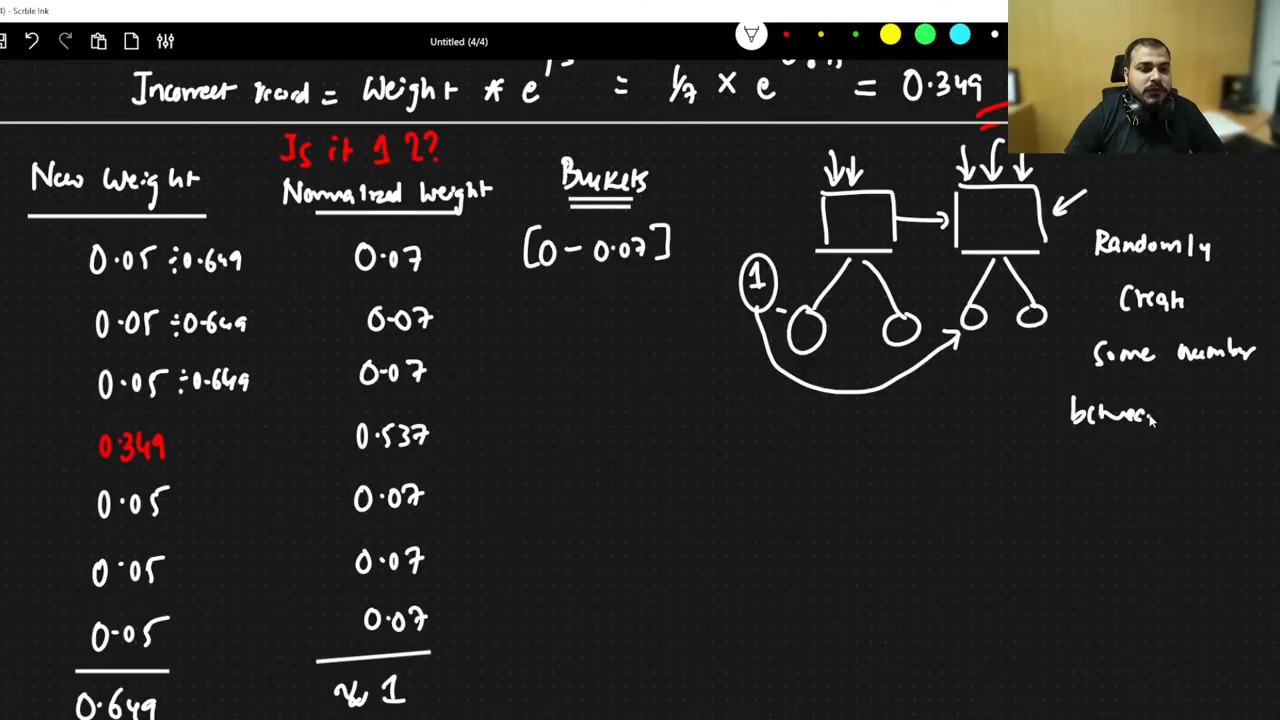 /4) - Scrble Ink
Untitled (4/4)
Incorrect record = Weight * e = 1/7 × e = 0.349
Is it 1 ??
New Weight
Normalized Weight
Buckets
0.05 ÷ 0.649
0.07
[0 - 0.07]
0.05 ÷ 0.649
0.07
0.05 ÷ 0.649
0.07
0.349
0.537
0.05
0.07
0.05
0.07
0.05
0.07
0.649
≈ 1
1
Randomly
Create
Some number
between